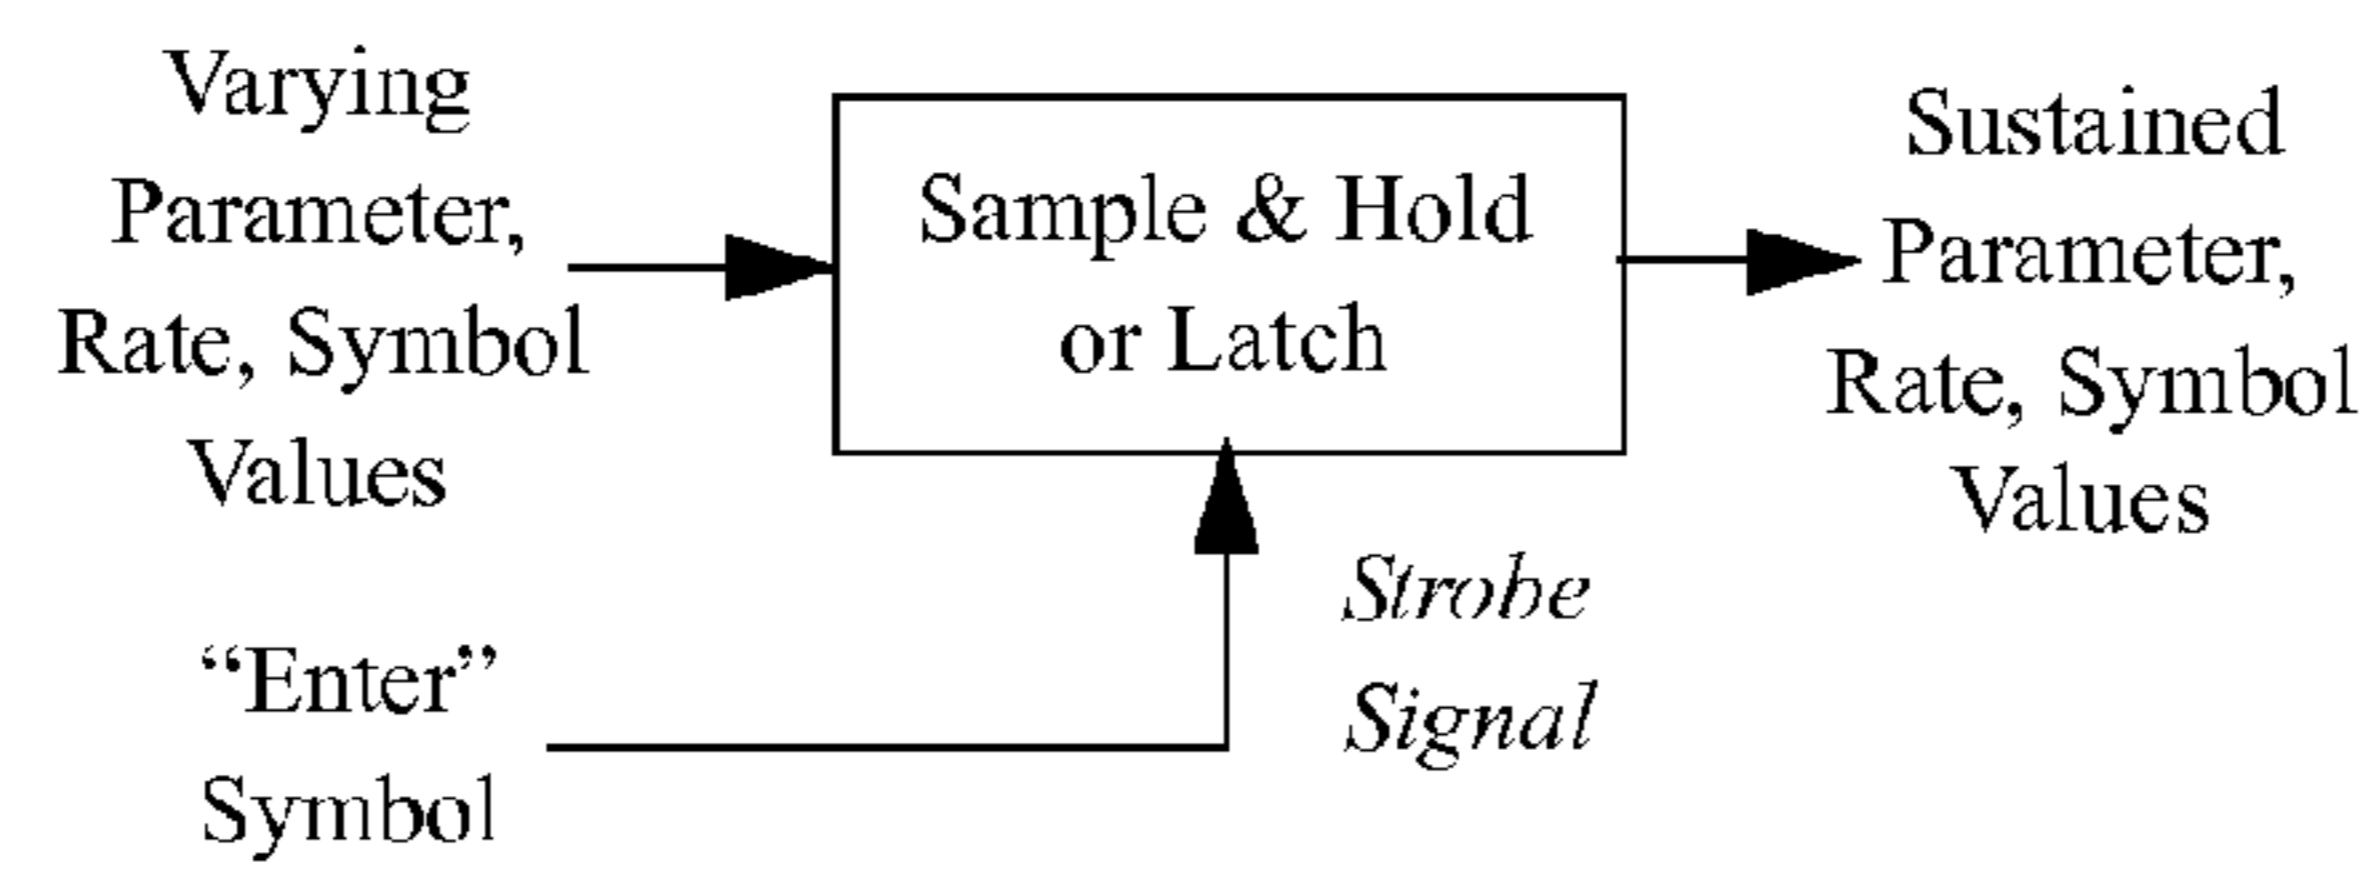 Varying
Parameter,
Rate, Symbol
Values
Sample & Hold
or Latch
Sustained
Parameter,
Rate, Symbol
Values
“Enter”
Symbol
Strobe
Signal